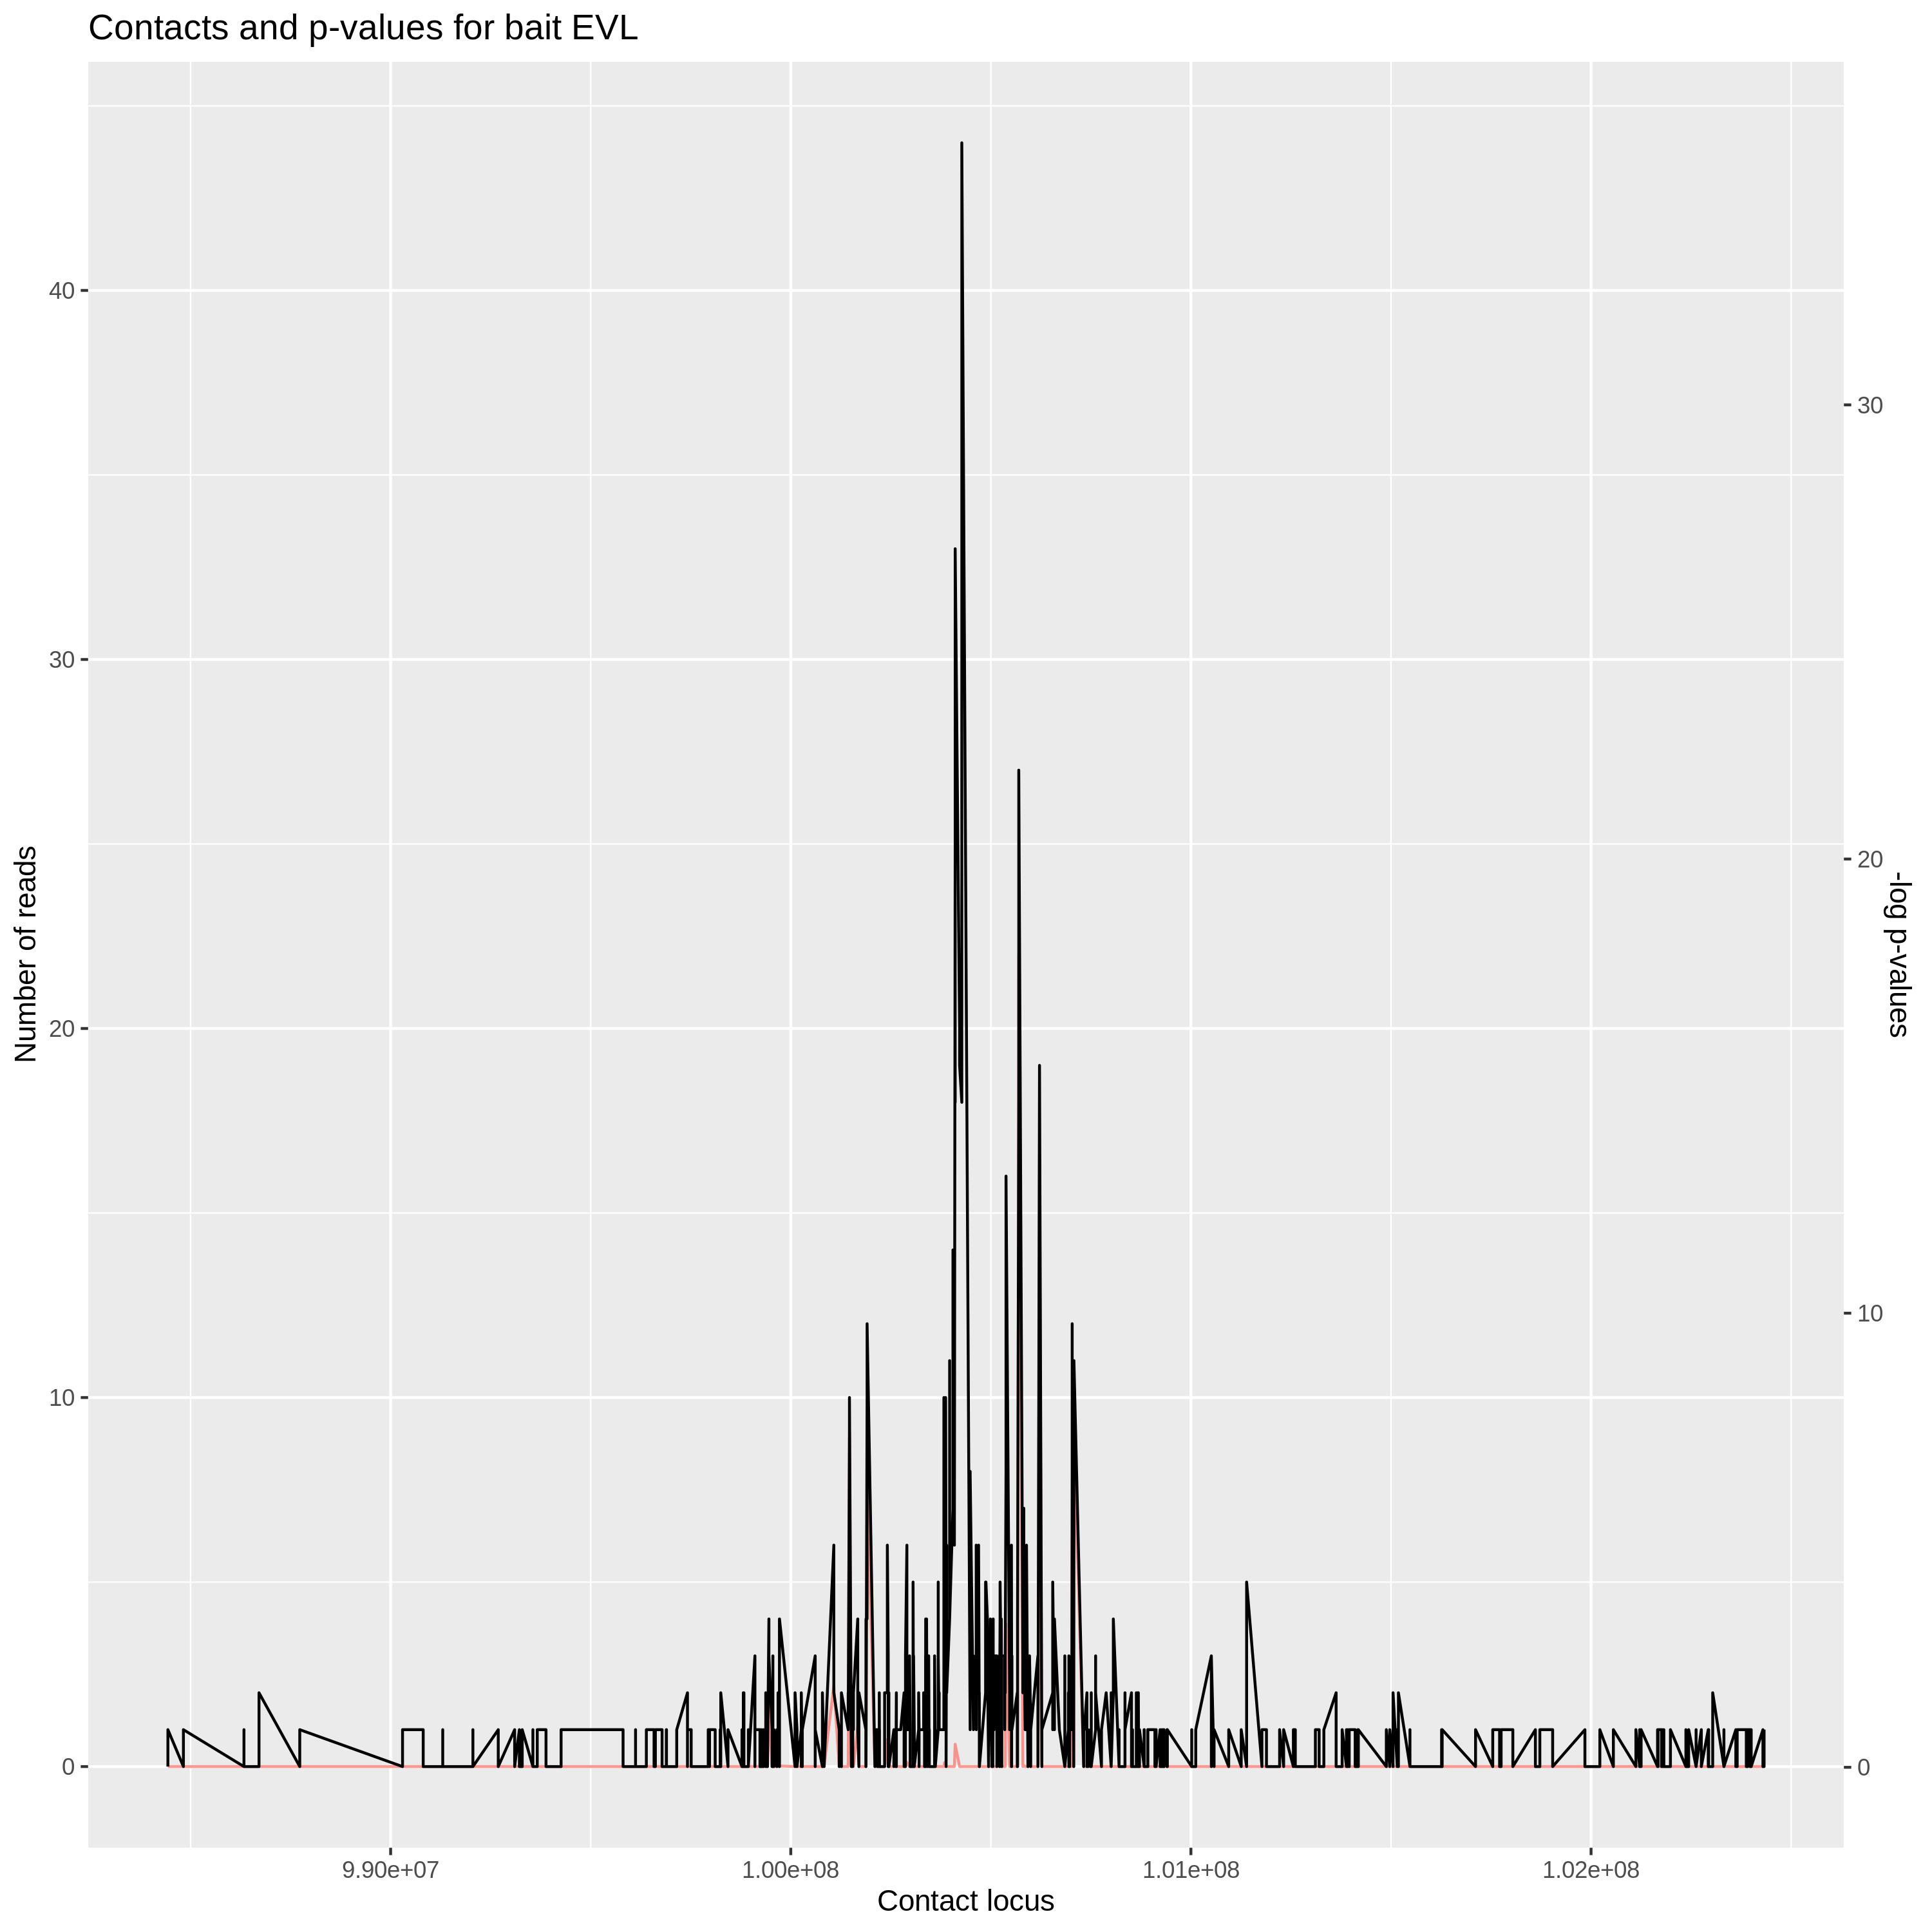 Contacts and p-values for bait EVL
40
30
20
10
0
30
20
10
0
Number of reads
-log p-values
9.90e+07 1.00e+08 1.01e+08 1.02e+08
Contact locus